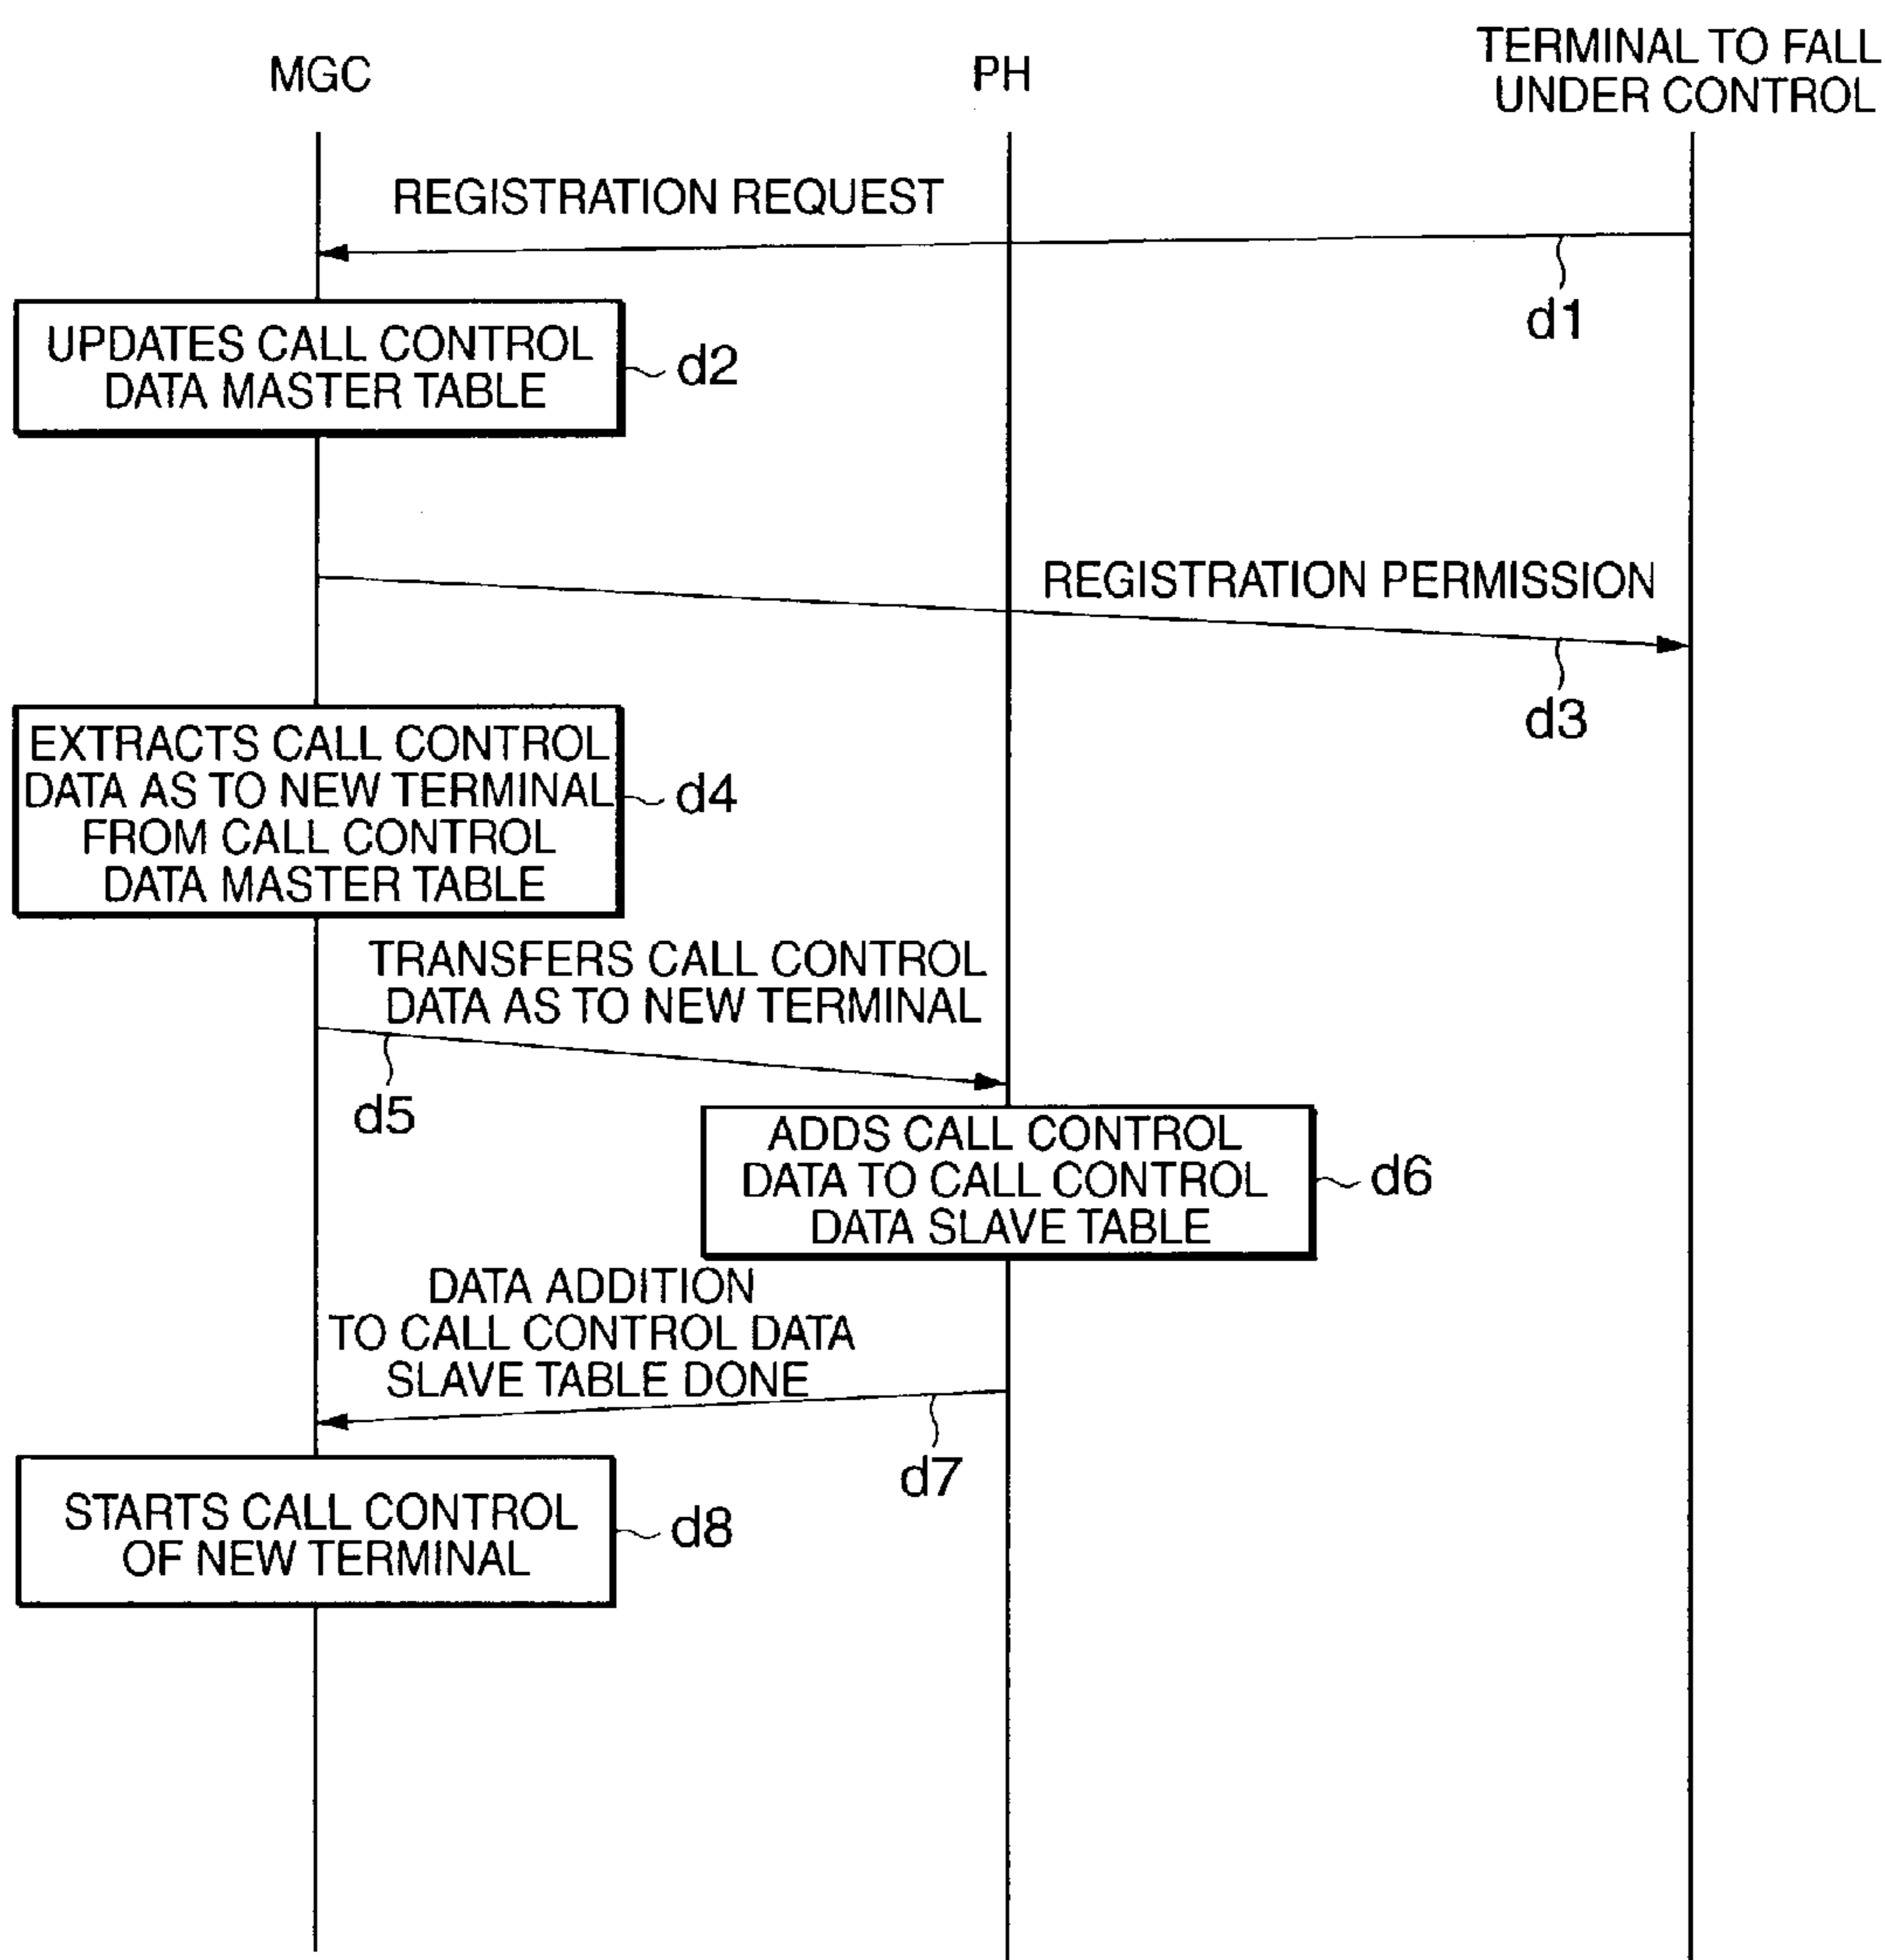 MGC
PH
TERMINAL TO FALL
UNDER CONTROL
REGISTRATION REQUEST
d1
UPDATES CALL CONTROL
DATA MASTER TABLE
d2
REGISTRATION PERMISSION
d3
EXTRACTS CALL CONTROL
DATA AS TO NEW TERMINAL
FROM CALL CONTROL
DATA MASTER TABLE
d4
TRANSFERS CALL CONTROL
DATA AS TO NEW TERMINAL
d5
ADDS CALL CONTROL
DATA TO CALL CONTROL
DATA SLAVE TABLE
d6
DATA ADDITION
TO CALL CONTROL DATA
SLAVE TABLE DONE
d7
STARTS CALL CONTROL
OF NEW TERMINAL
d8